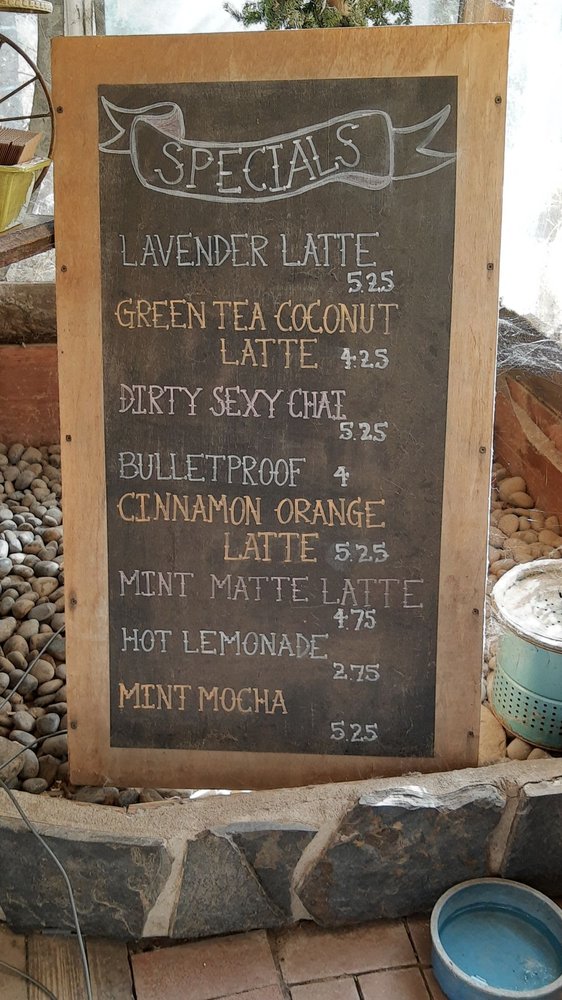 SPECIALS
LAVENDER LATTE
5.25
GREEN TEA COCONUT
LATTE 4.25
DIRTY SEXY CHAI
5.25
BULLETPROOF 4
CINNAMON ORANGE
LATTE 5.25
MINT MATTE LATTE
4.75
HOT LEMONADE
2.75
MINT MOCHA
5.25